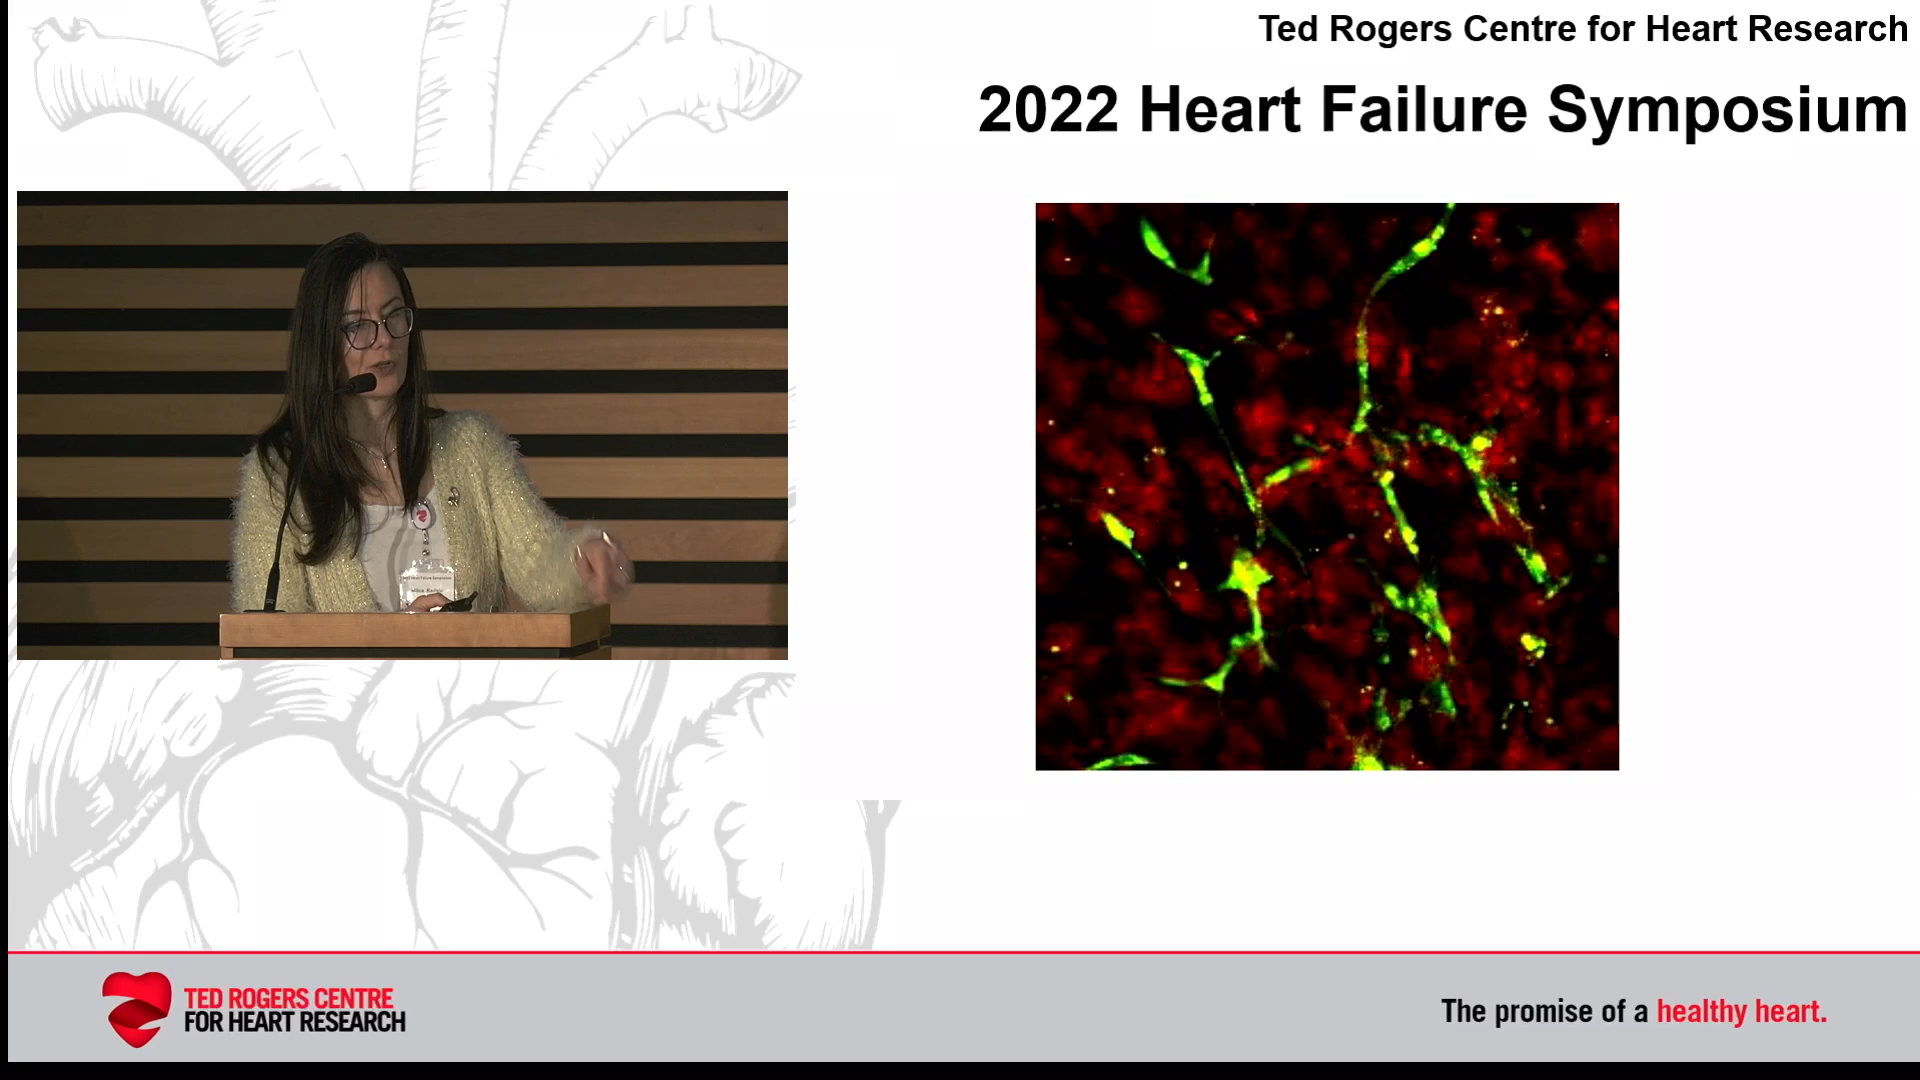 Ted Rogers Centre for Heart Research
2022 Heart Failure Symposium
TED ROGERS CENTRE
FOR HEART RESEARCH
The promise of a healthy heart.